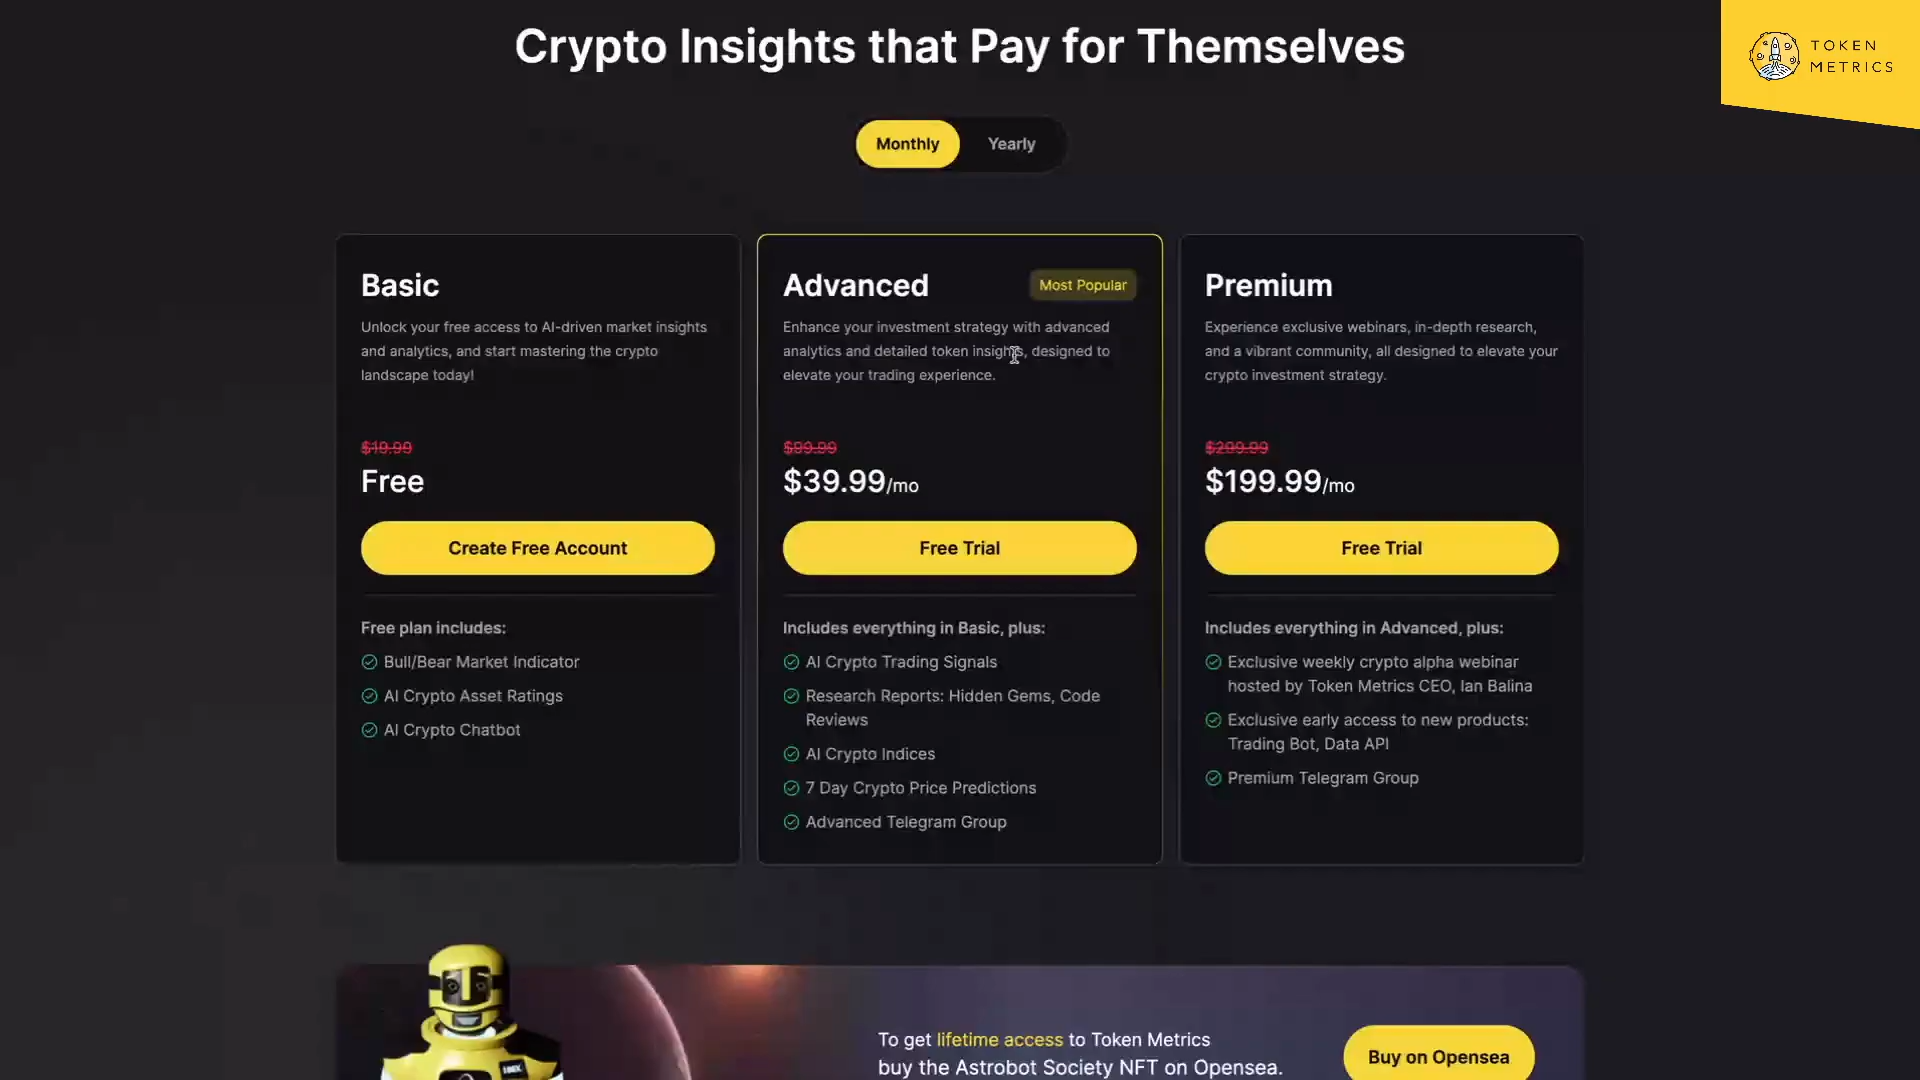 Crypto Insights that Pay for Themselves
TOKEN
METRICS
Monthly
Yearly
Basic
Unlock your free access to AI-driven market insights
and analytics, and start mastering the crypto
landscape today!
$19.99
Free
Create Free Account
Free plan includes:
Bull/Bear Market Indicator
AI Crypto Asset Ratings
AI Crypto Chatbot
Advanced
Most Popular
Enhance your investment strategy with advanced
analytics and detailed token insights, designed to
elevate your trading experience.
$99.99
$39.99/mo
Free Trial
Includes everything in Basic, plus:
AI Crypto Trading Signals
Research Reports: Hidden Gems, Code
Reviews
AI Crypto Indices
7 Day Crypto Price Predictions
Advanced Telegram Group
Premium
Experience exclusive webinars, in-depth research,
and a vibrant community, all designed to elevate your
crypto investment strategy.
$299.99
$199.99/mo
Free Trial
Includes everything in Advanced, plus:
Exclusive weekly crypto alpha webinar
hosted by Token Metrics CEO, Ian Balina
Exclusive early access to new products:
Trading Bot, Data API
Premium Telegram Group
To get lifetime access to Token Metrics
buy the Astrobot Society NFT on Opensea.
Buy on Opensea